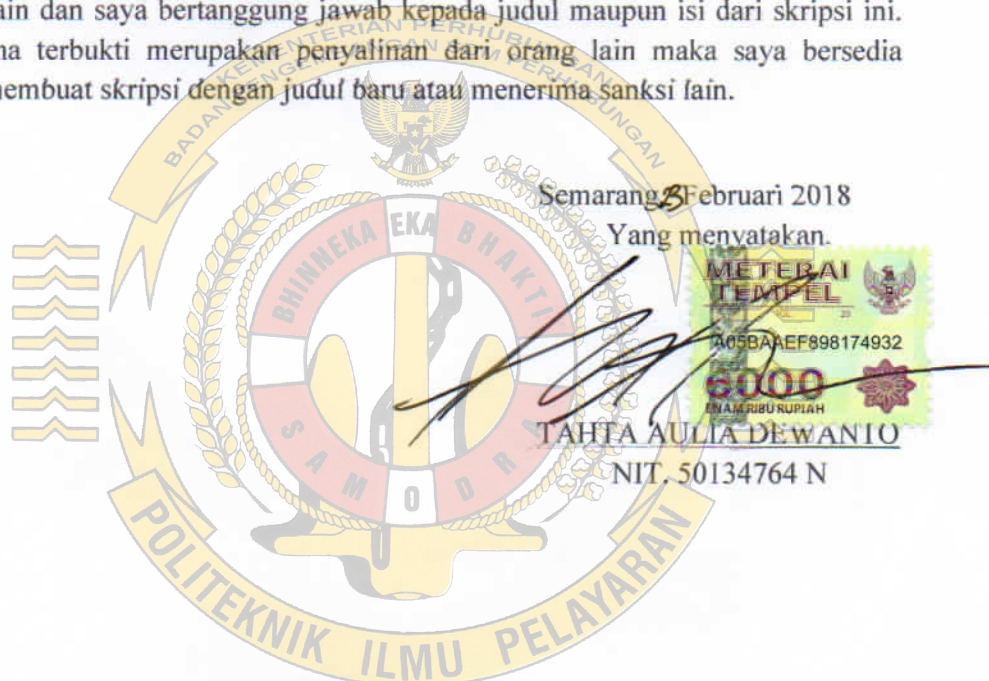 ain dan saya bertanggung jawab kepada judul maupun isi dari skripsi ini.
na terbukti merupakan penyalinan dari orang lain maka saya bersedia
membuat skripsi dengan judul baru atau menerima sanksi lain.
Semarang, Februari 2018
Yang menyatakan.
METERAI
TEMPEL
A05BAAEF898174932
6000
ENAM RIBU RUPIAH
TAHTA AULIA DEWANTO
NIT. 50134764 N
BHINNEKA EKA BHAKTI
SAMODRA
POLITEKNIK ILMU PELAYARAN